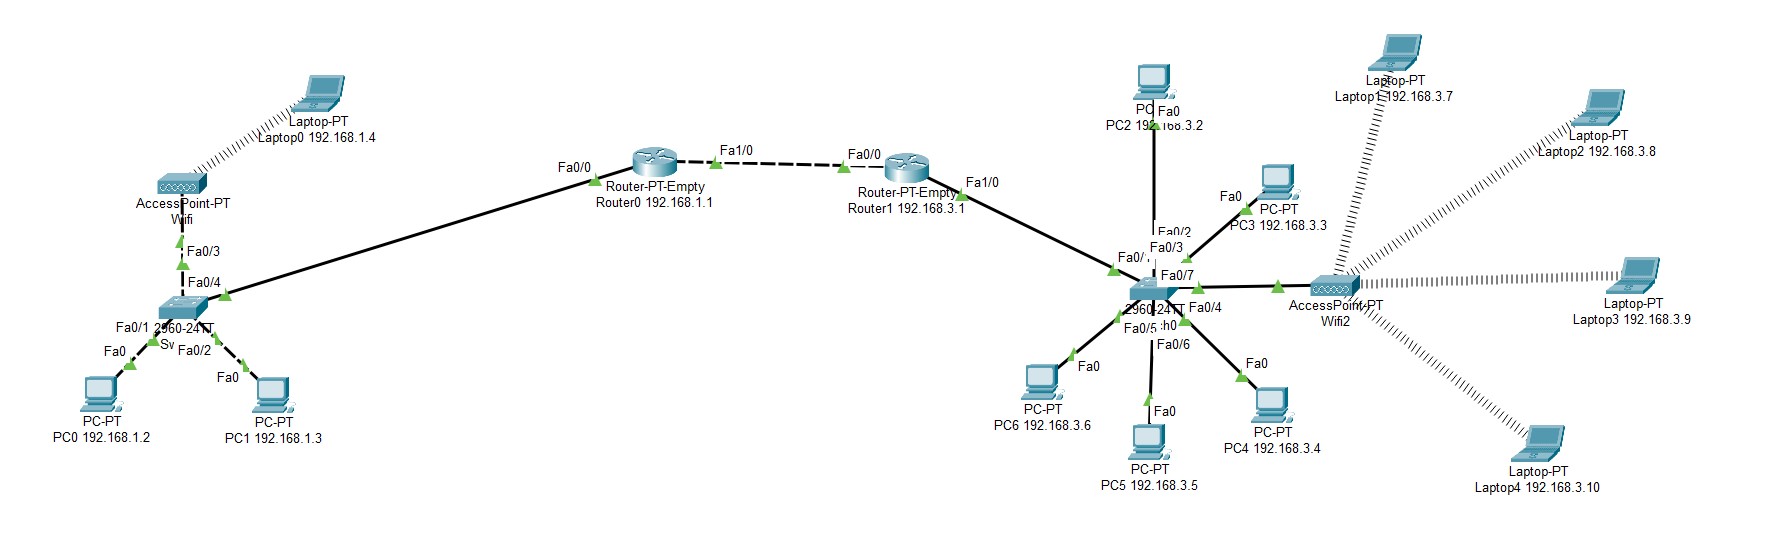 Laptop-PT
Laptop0 192.168.1.4
AccessPoint-PT
Wifi
Fa0/3
Fa0/4
Fa0/1
2960-24TT
Fa0/2
Fa0
Fa0
PC-PT
PC0 192.168.1.2
PC-PT
PC1 192.168.1.3
Fa0/0
Fa1/0
Router-PT-Empty
Router0 192.168.1.1
Fa0/0
Fa1/0
Router-PT-Empty
Router1 192.168.3.1
Fa0
PC2 192.168.3.2
Fa0
PC-PT
PC3 192.168.3.3
Fa0/2
Fa0/3
Fa0/7
2960-24TT
Fa0/4
Fa0/5
Fa0/6
Fa0
PC-PT
PC6 192.168.3.6
Fa0
PC-PT
PC5 192.168.3.5
Fa0
PC-PT
PC4 192.168.3.4
AccessPoint-PT
Wifi2
Laptop-PT
Laptop1 192.168.3.7
Laptop-PT
Laptop2 192.168.3.8
Laptop-PT
Laptop3 192.168.3.9
Laptop-PT
Laptop4 192.168.3.10